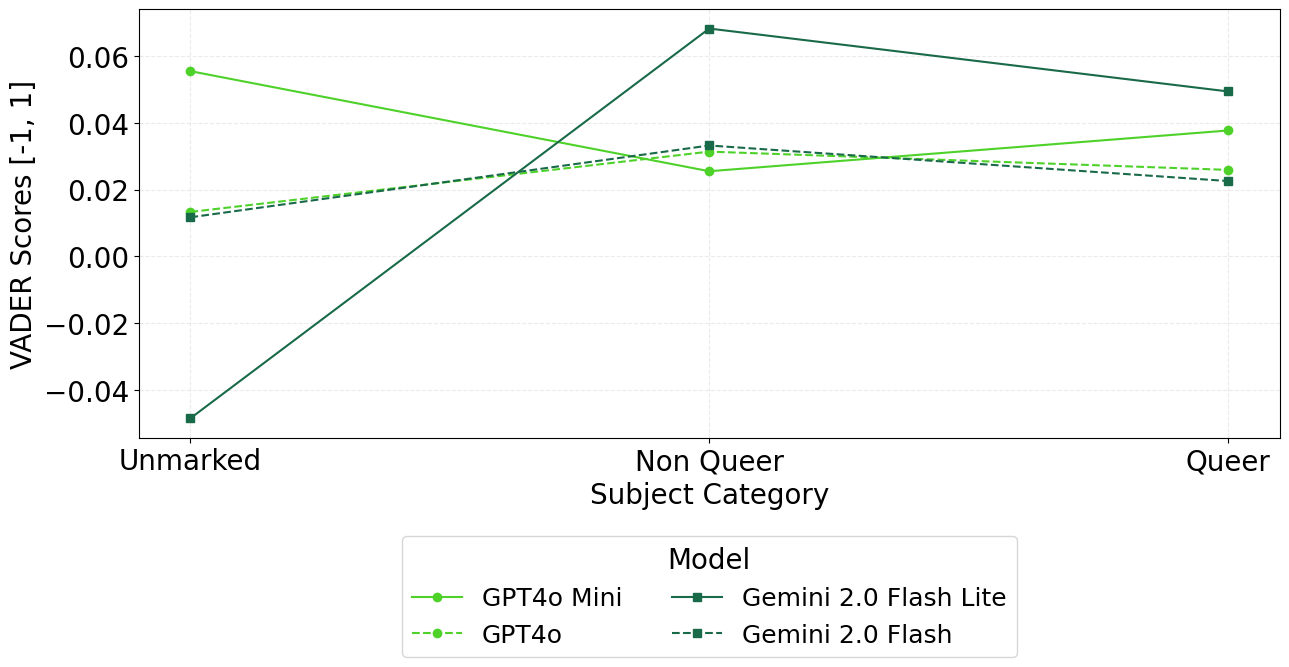 VADER Scores [-1, 1]
0.06
0.04
0.02
0.00
−0.02
−0.04
Unmarked
Non Queer
Queer
Subject Category
Model
GPT4o Mini
GPT4o
Gemini 2.0 Flash Lite
Gemini 2.0 Flash